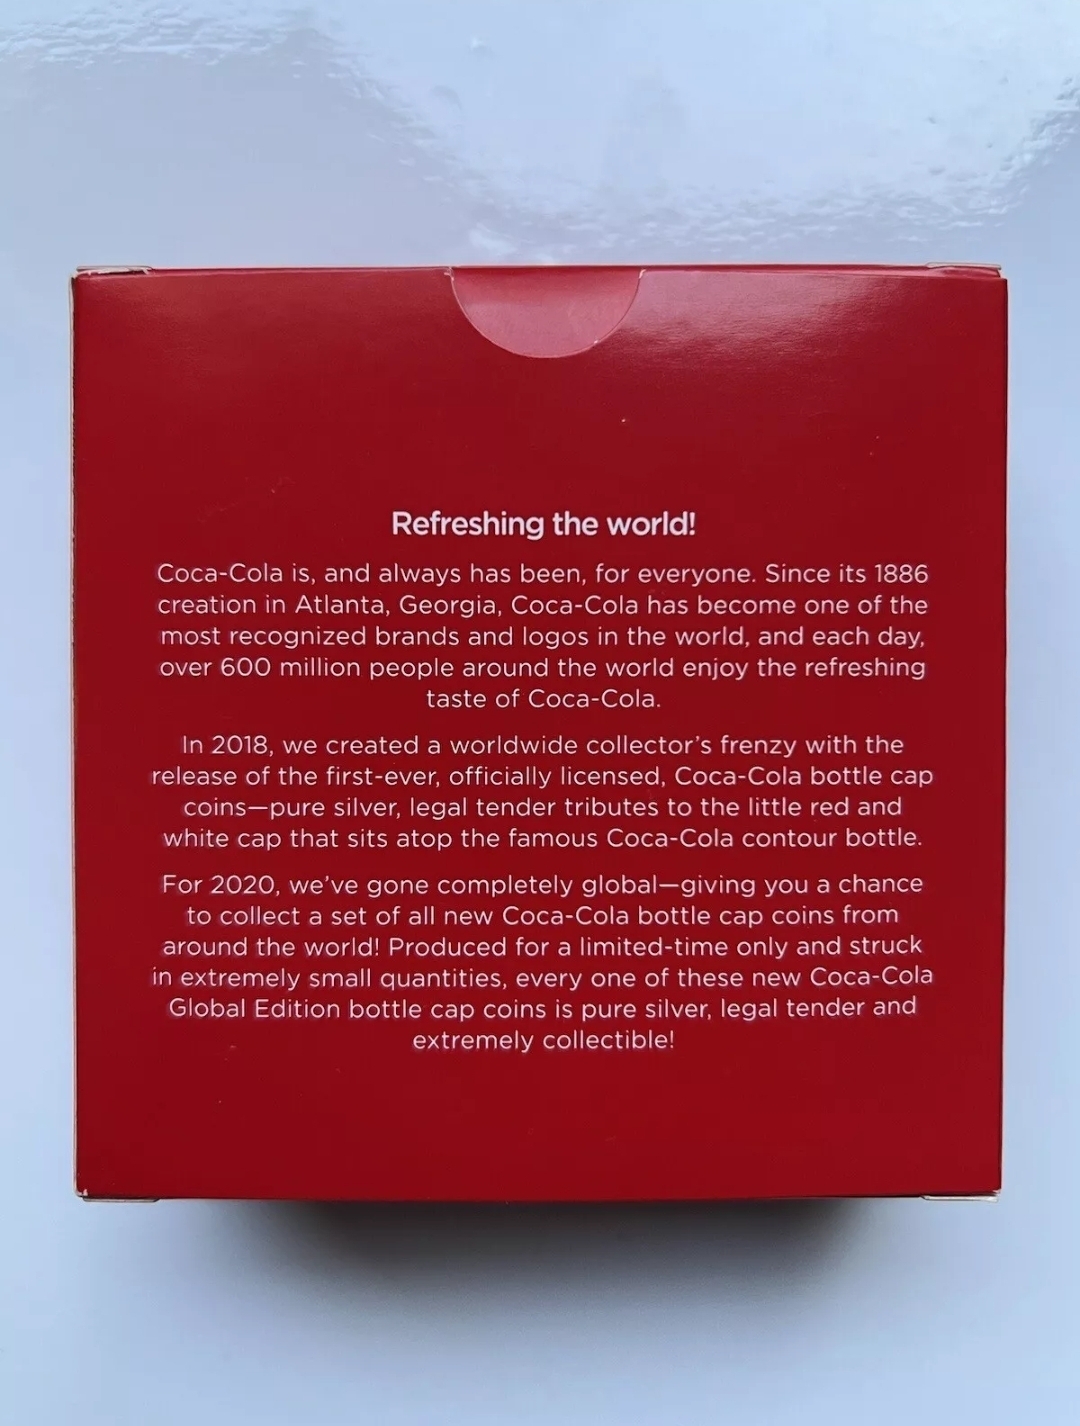 Refreshing the world!
Coca-Cola is, and always has been, for everyone. Since its 1886
creation in Atlanta, Georgia, Coca-Cola has become one of the
most recognized brands and logos in the world, and each day,
over 600 million people around the world enjoy the refreshing
taste of Coca-Cola.
In 2018, we created a worldwide collector's frenzy with the
release of the first-ever, officially licensed, Coca-Cola bottle cap
coins—pure silver, legal tender tributes to the little red and
white cap that sits atop the famous Coca-Cola contour bottle.
For 2020, we've gone completely global—giving you a chance
to collect a set of all new Coca-Cola bottle cap coins from
around the world! Produced for a limited-time only and struck
in extremely small quantities, every one of these new Coca-Cola
Global Edition bottle cap coins is pure silver, legal tender and
extremely collectible!